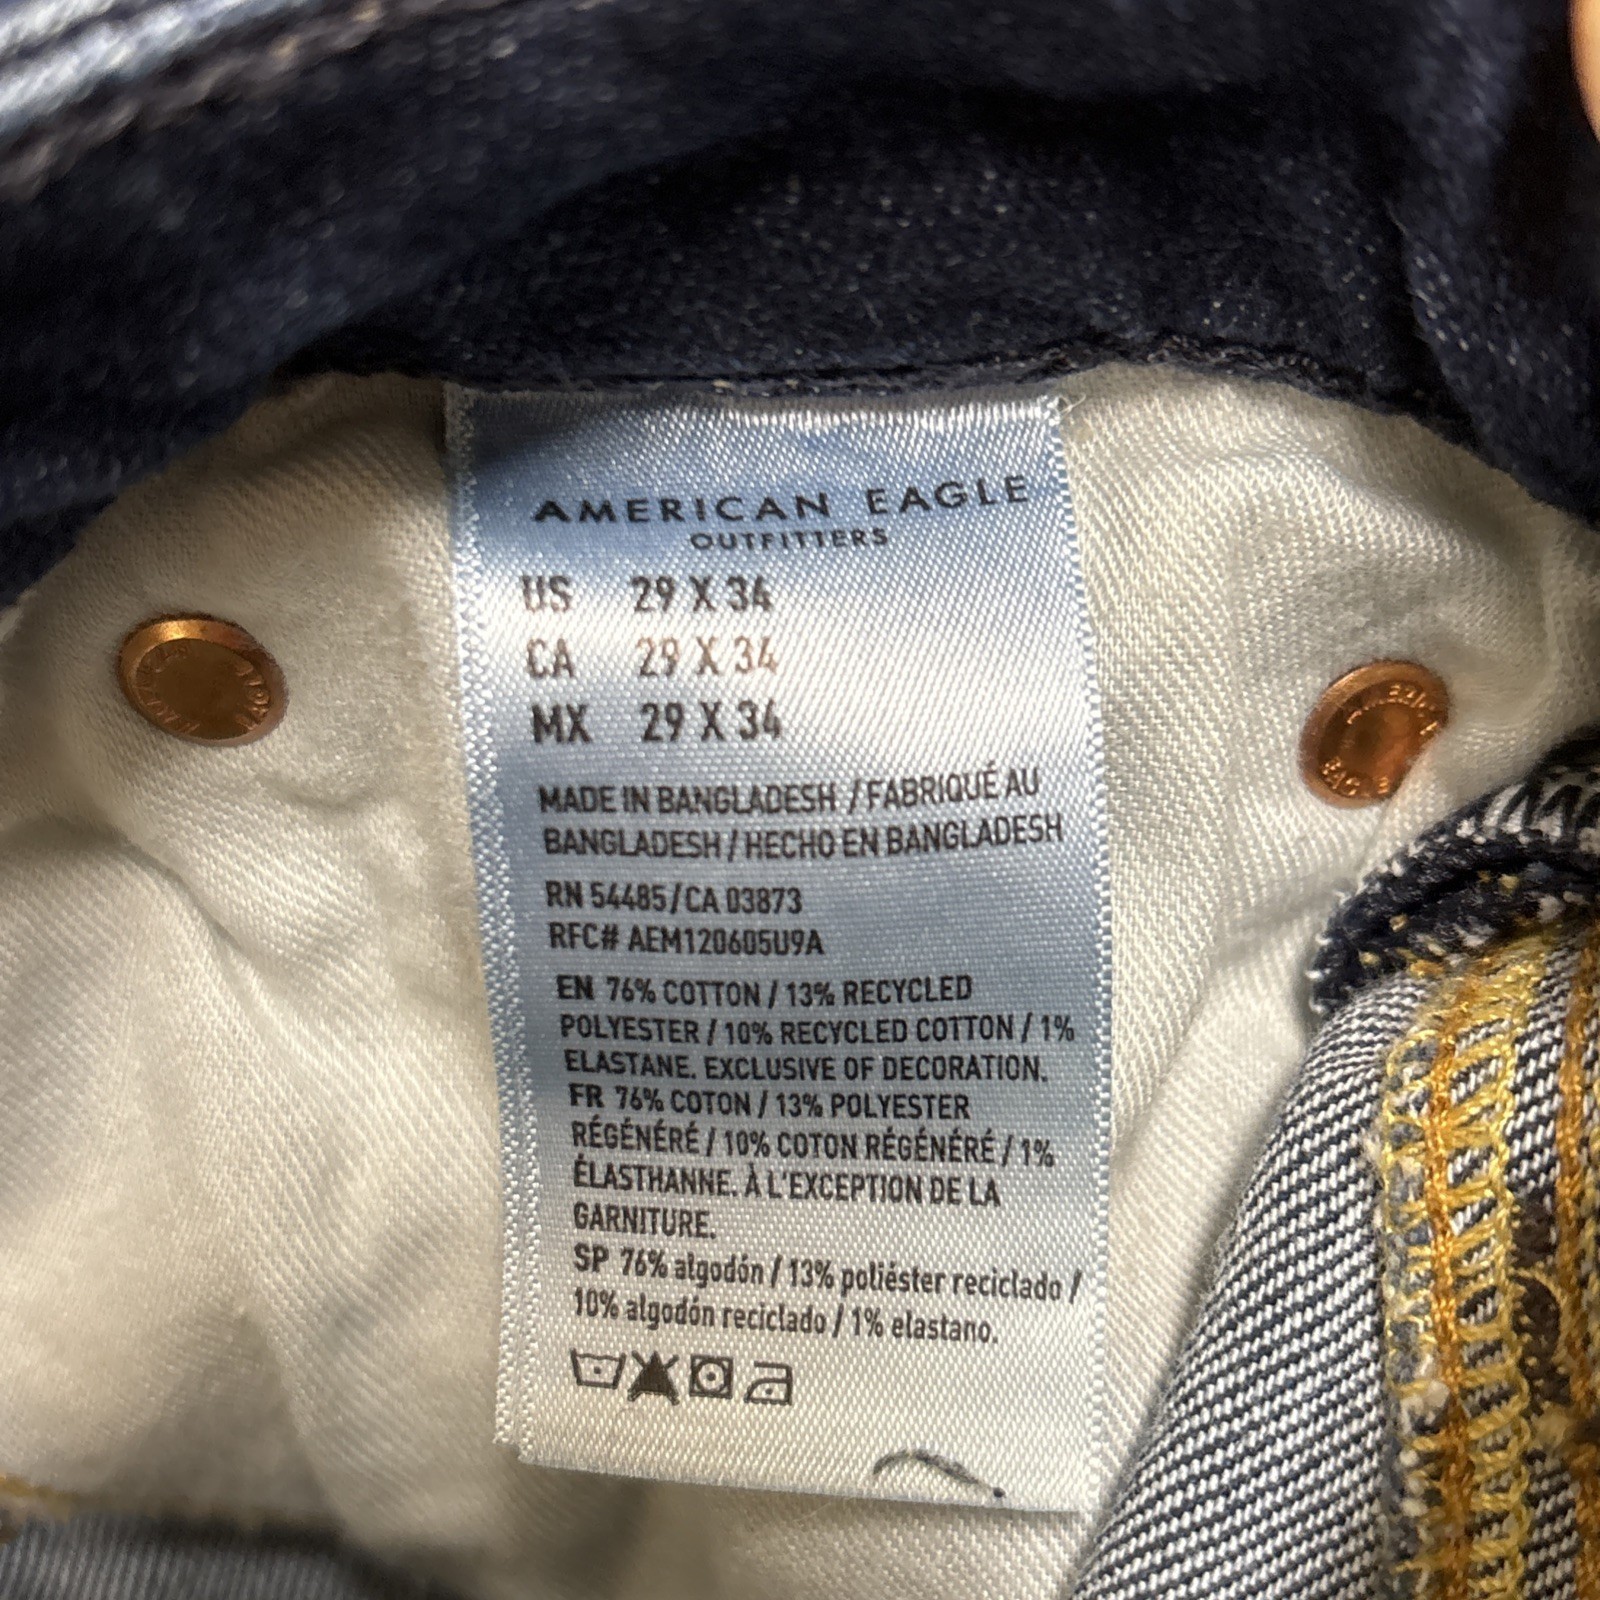 AMERICAN EAGLE
OUTFITTERS
US 29 X 34
CA 29 X 34
MX 29 X 34
MADE IN BANGLADESH / FABRIQUÉ AU
BANGLADESH / HECHO EN BANGLADESH
RN 54485/CA 03873
RFC# AEM120605U9A
EN 76% COTTON / 13% RECYCLED
POLYESTER / 10% RECYCLED COTTON / 1%
ELASTANE. EXCLUSIVE OF DECORATION.
FR 76% COTON / 13% POLYESTER
RÉGÉNÉRÉ / 10% COTON RÉGÉNÉRÉ / 1%
ÉLASTHANNE. À L'EXCEPTION DE LA
GARNITURE.
SP 76% algodón / 13% poliéster reciclado /
10% algodón reciclado / 1% elastano.